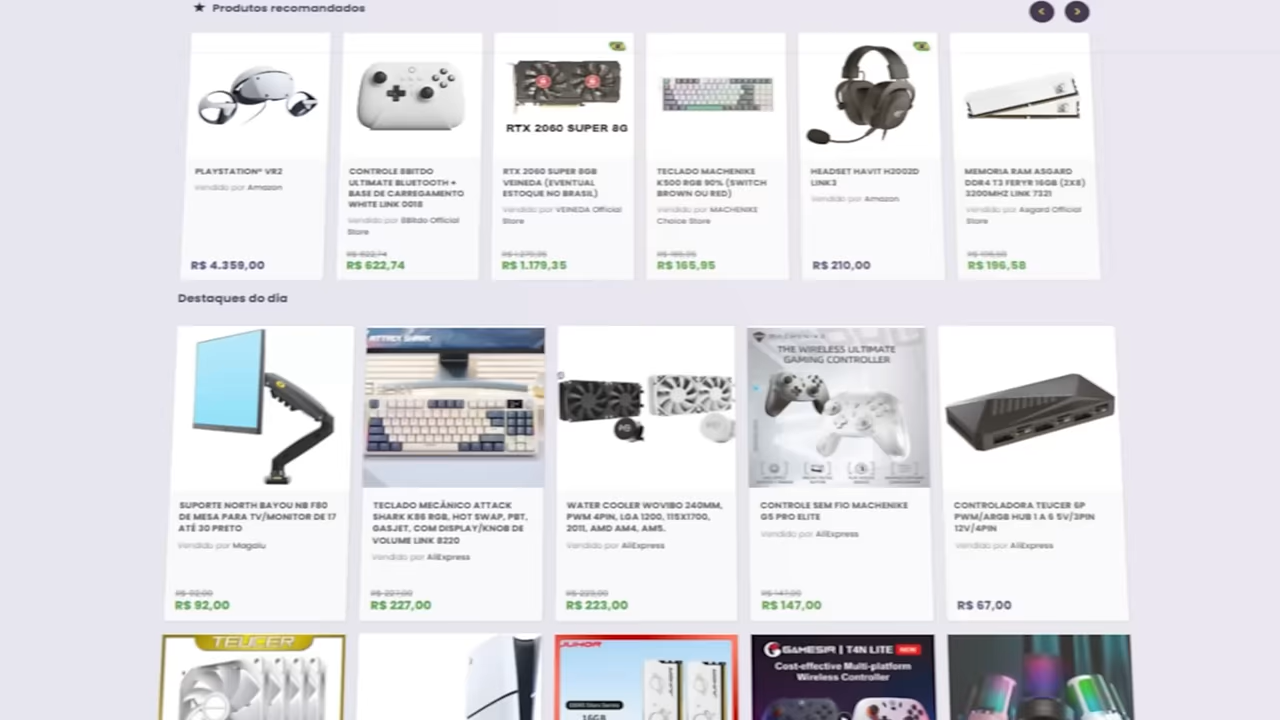 ★ Produtos recomandados
RTX 2060 SUPER 8G
PLAYSTATION® VR2
Vendido por Amazon
R$ 4.359,00
CONTROLE 8BITDO
ULTIMATE BLUETOOTH +
BASE DE CARREGAMENTO
WHITE LINK 0018
Vendido por 8Bitdo Official
Store
R$ 622,74
R$ 622,74
RTX 2060 SUPER 8GB
VEINEDA (EVENTUAL
ESTOQUE NO BRASIL)
Vendido por VEINEDA Official
Store
R$ 1.279,35
R$ 1.179,35
TECLADO MACHENIKE
K500 RGB 90% (SWITCH
BROWN OU RED)
Vendido por MACHENIKE
Choice Store
R$ 165,95
HEADSET HAVIT H2002D
LINK3
Vendido por Amazon
R$ 210,00
MEMORIA RAM ASGARD
DDR4 T3 FERYR 16GB (2X8)
3200MHZ LINK 7321
Vendido por Asgard Official
Store
R$ 196,58
Destaques do dia
SUPORTE NORTH BAYOU NB F80
DE MESA PARA TV/MONITOR DE 17
ATÉ 30 PRETO
Vendido por Magalu
R$ 92,00
R$ 92,00
ATTACK SHARK
TECLADO MECÂNICO ATTACK
SHARK K86 RGB, HOT SWAP, PBT,
GASJET, COM DISPLAY/KNOB DE
VOLUME LINK 8220
Vendido por AliExpress
R$ 227,00
R$ 227,00
WATER COOLER WOVIBO 240MM,
PWM 4PIN, LGA 1200, 115X1700,
2011, AMD AM4, AM5.
Vendido por AliExpress
R$ 223,00
R$ 223,00
THE WIRELESS ULTIMATE
GAMING CONTROLLER
CONTROLE SEM FIO MACHENIKE
G5 PRO ELITE
Vendido por AliExpress
R$ 147,00
R$ 147,00
CONTROLADORA TEUCER 6P
PWM/ARGB HUB 1 A 6 5V/3PIN
12V/4PIN
Vendido por AliExpress
R$ 67,00
TEUCER
JUHOR
16GB
GAMESIR | T4N LITE NEW
Cost-effective Multi-platform
Wireless Controller